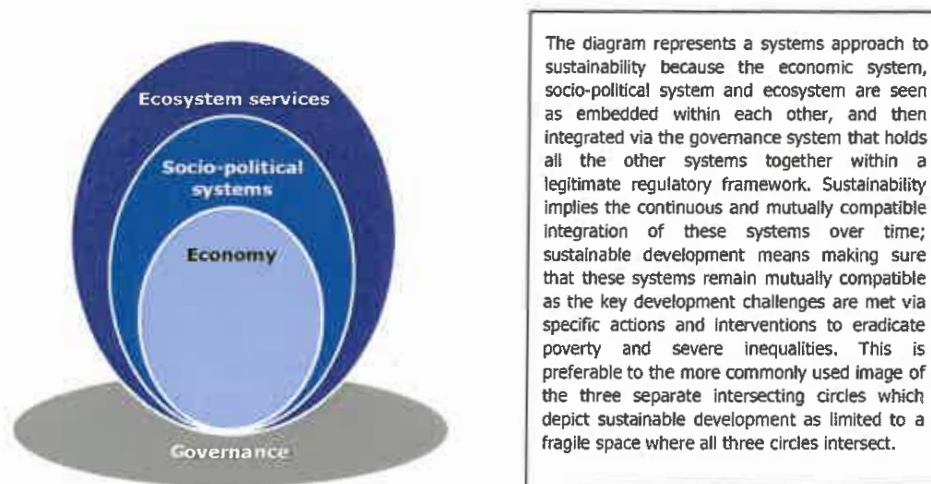 Ecosystem services
Socio-political
systems
Economy
Governance
The diagram represents a systems approach to
sustainability because the economic system,
socio-political system and ecosystem are seen
as embedded within each other, and then
integrated via the governance system that holds
all the other systems together within a
legitimate regulatory framework. Sustainability
implies the continuous and mutually compatible
integration of these systems over time;
sustainable development means making sure
that these systems remain mutually compatible
as the key development challenges are met via
specific actions and interventions to eradicate
poverty and severe inequalities. This is
preferable to the more commonly used image of
the three separate intersecting circles which
depict sustainable development as limited to a
fragile space where all three circles intersect.